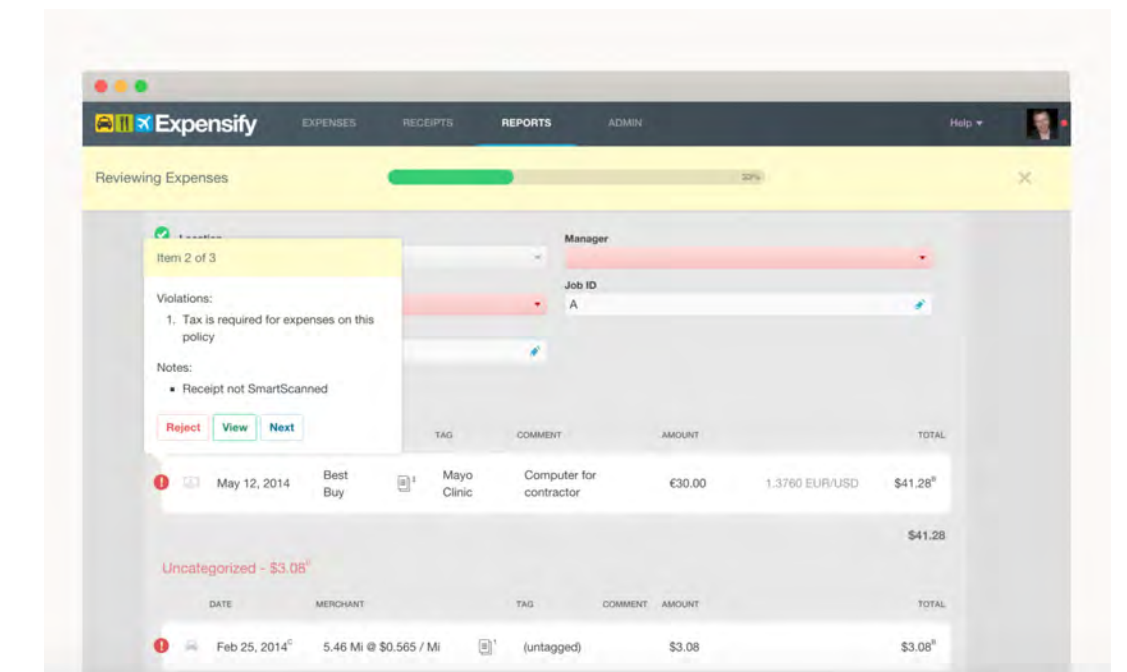 Expensify EXPENSES RECEIPTS REPORTS ADMIN Help
Reviewing Expenses 33%
Location
Manager
Item 2 of 3
Job ID
A
Violations:
1. Tax is required for expenses on this
policy
Notes:
Receipt not SmartScanned
Reject View Next
TAG COMMENT AMOUNT TOTAL
May 12, 2014 Best Buy Mayo Clinic Computer for contractor €30.00 1.3760 EUR/USD $41.28
$41.28
Uncategorized - $3.08
DATE MERCHANT TAG COMMENT AMOUNT TOTAL
Feb 25, 2014 5.46 Mi @ $0.565 / Mi 1 (untagged) $3.08 $3.08